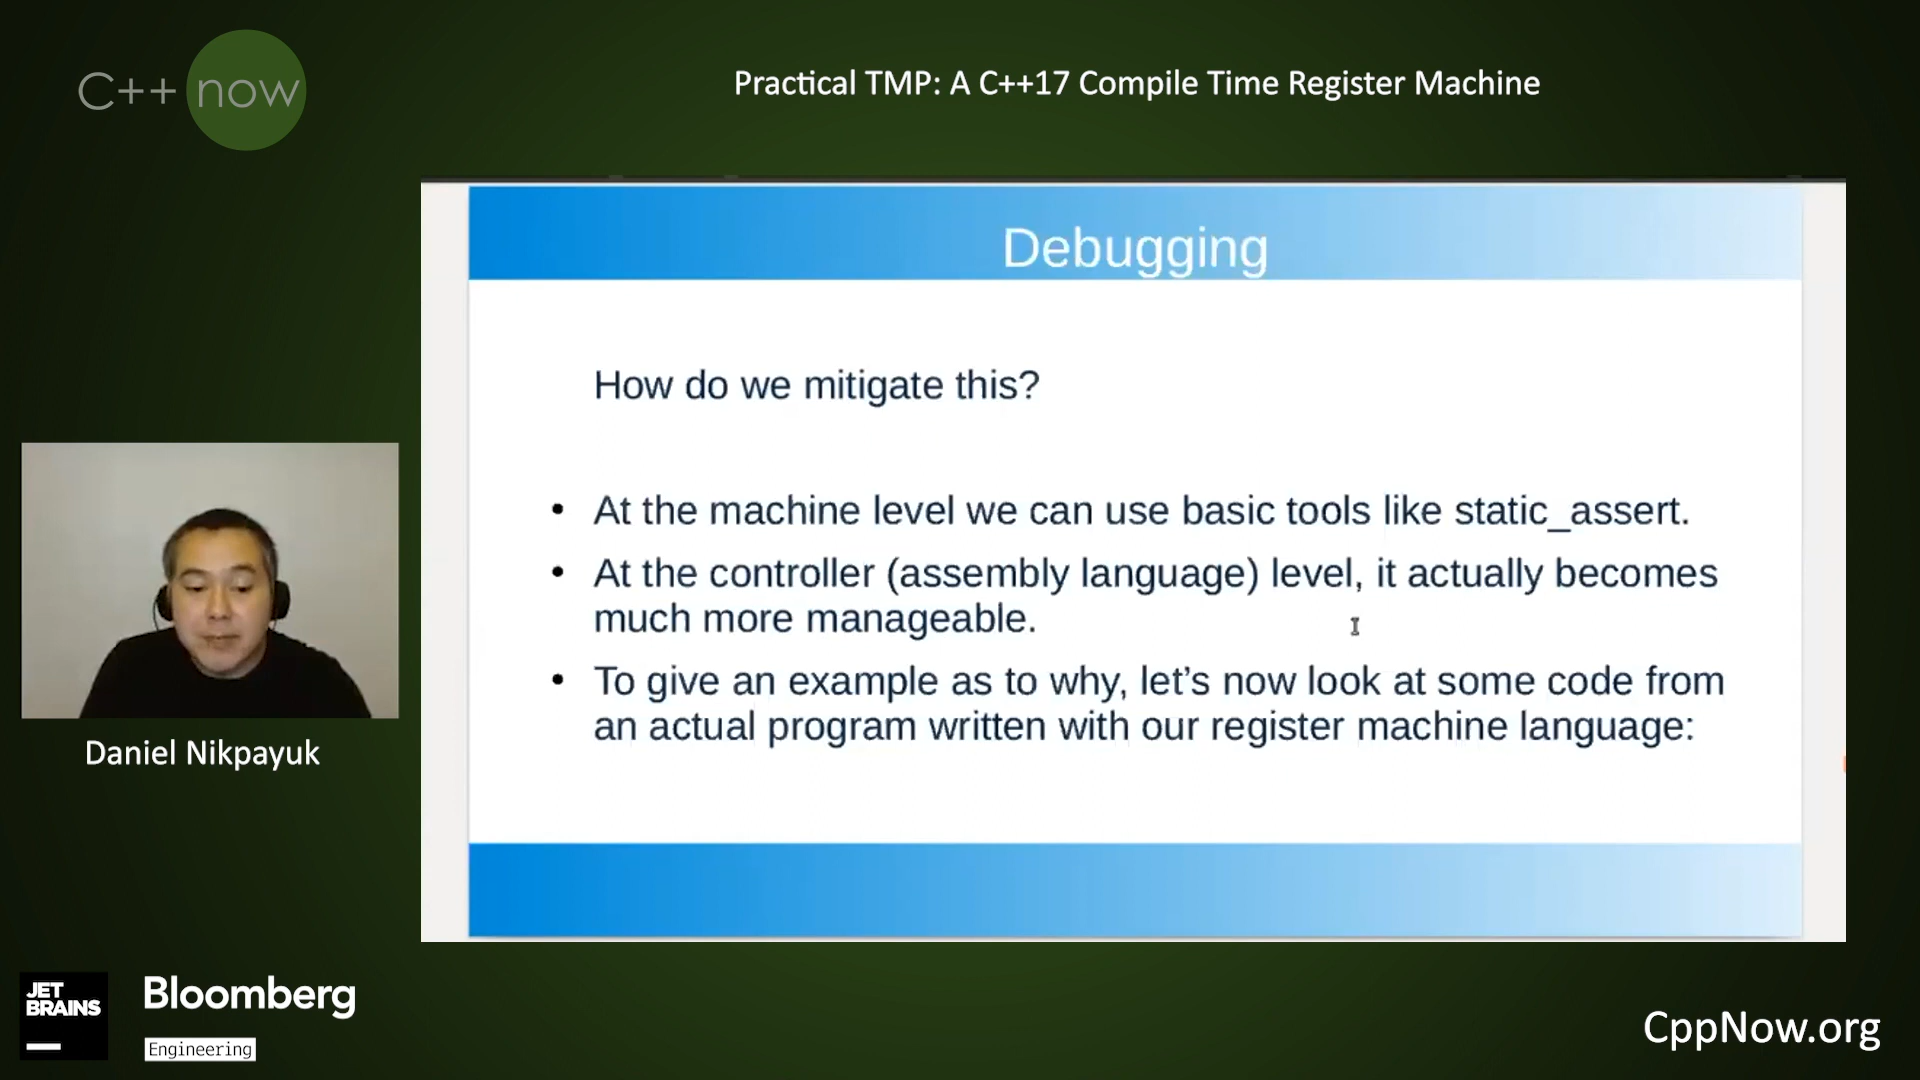 C++ now
Practical TMP: A C++17 Compile Time Register Machine
Debugging
How do we mitigate this?
• At the machine level we can use basic tools like static_assert.
• At the controller (assembly language) level, it actually becomes
much more manageable.
• To give an example as to why, let’s now look at some code from
an actual program written with our register machine language:
Daniel Nikpayuk
JET
BRAINS
Bloomberg
Engineering
CppNow.org